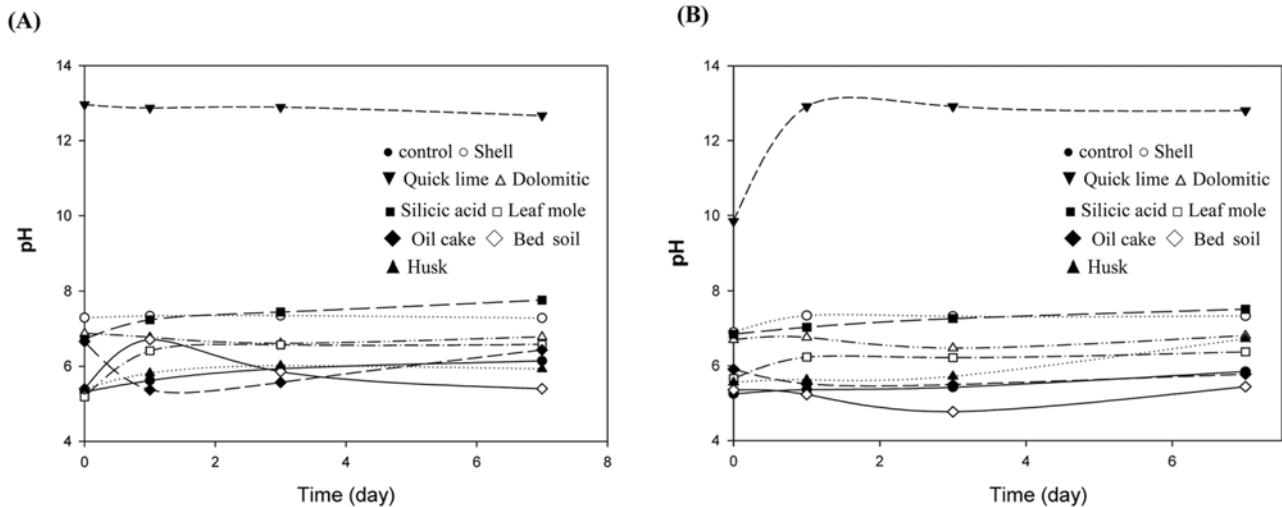 (A)
14
12
10
8
6
4
pH
0 2 4 6 8
Time (day)
control Shell
Quick lime Dolomitic
Silicic acid Leaf mole
Oil cake Bed soil
Husk
(B)
14
12
10
8
6
4
pH
0 2 4 6
Time (day)
control Shell
Quick lime Dolomitic
Silicic acid Leaf mole
Oil cake Bed soil
Husk